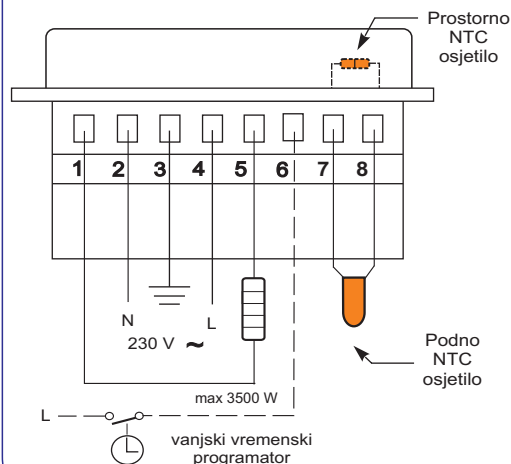 Prostorno
NTC
osjetilo
1 2 3 4 5 6 7 8
N
L
230 V ~
max 3500 W
L
vanjski vremenski
programator
Podno
NTC
osjetilo